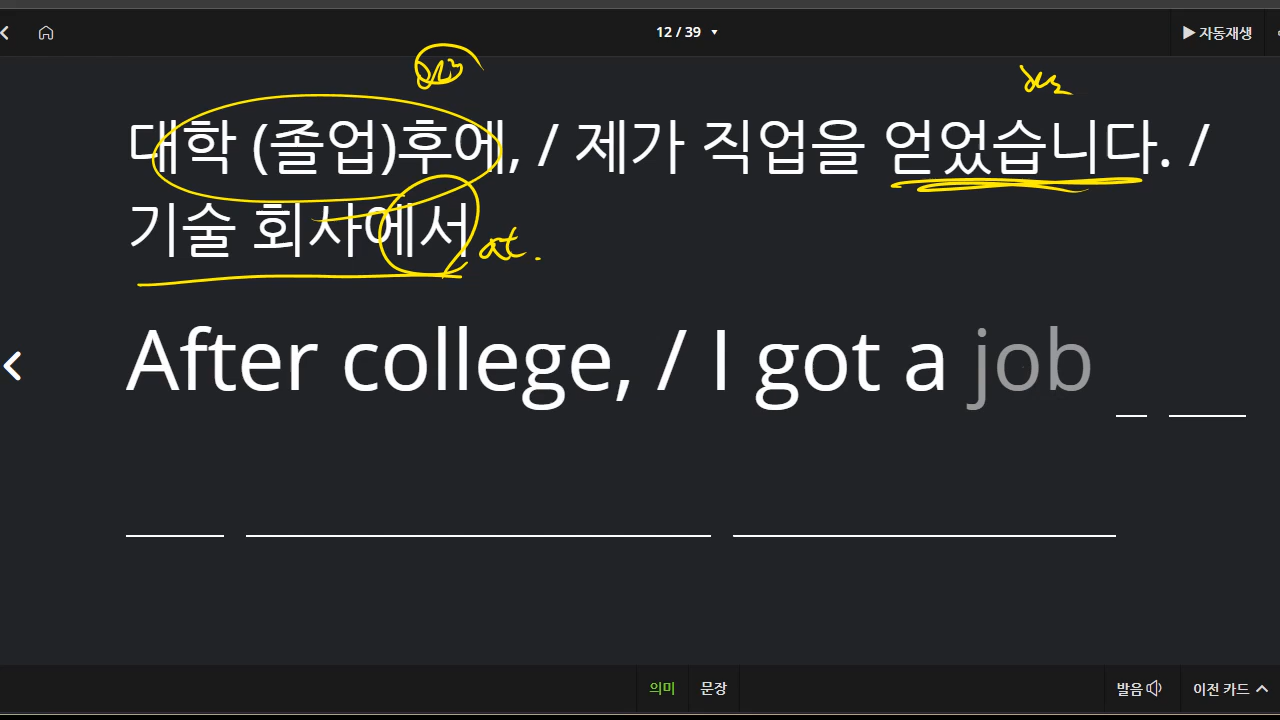 12 / 39 ▼
▶ 자동재생
대학 (졸업)후에, / 제가 직업을 얻었습니다. /
기술 회사에서
at.
After college, / I got a job
의미 문장
발음 이전 카드